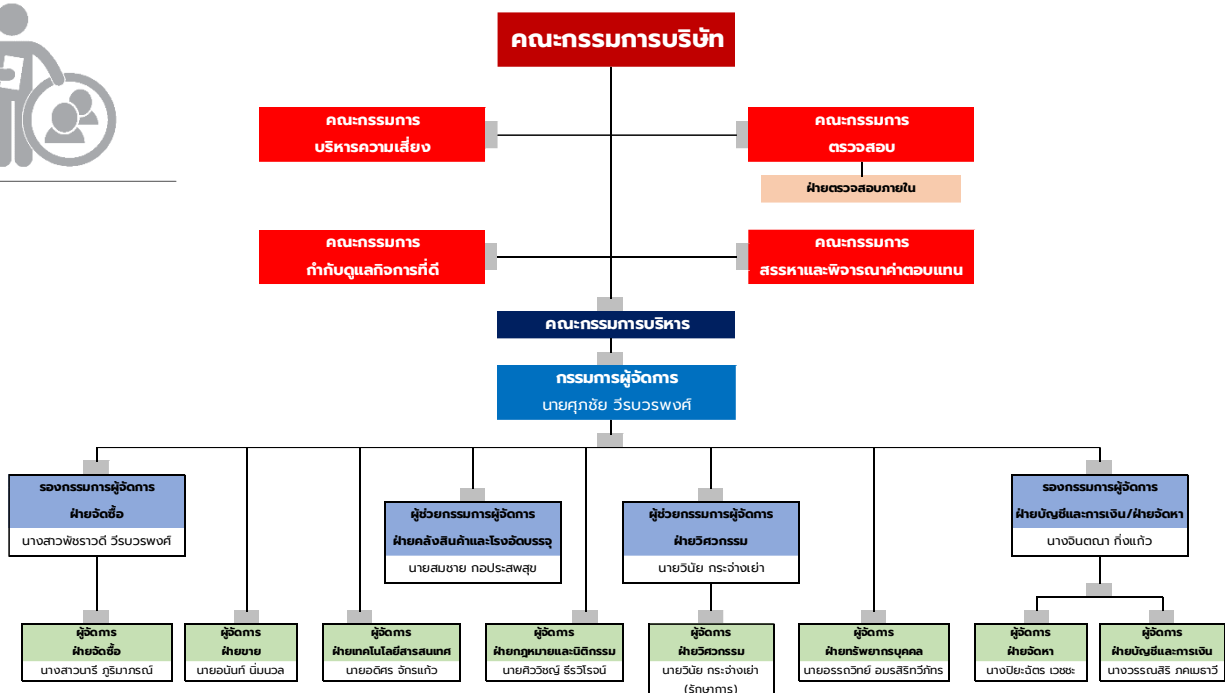 คณะกรรมการบริษัท
คณะกรรมการ
บริหารความเสี่ยง
คณะกรรมการ
ตรวจสอบ
ฝ่ายตรวจสอบภายใน
คณะกรรมการ
กำกับดูแลกิจการที่ดี
คณะกรรมการ
สรรหาและพิจารณาค่าตอบแทน
คณะกรรมการบริหาร
กรรมการผู้จัดการ
นายศุภชัย วีรบวรพงศ์
รองกรรมการผู้จัดการ
ฝ่ายจัดซื้อ
นางสาวพัชราวดี วีรบวรพงศ์
ผู้ช่วยกรรมการผู้จัดการ
ฝ่ายคลังสินค้าและโรงอัดบรรจุ
นายสมชาย กอประสพสุข
ผู้ช่วยกรรมการผู้จัดการ
ฝ่ายวิศวกรรม
นายวินัย กระจ่างเย่า
รองกรรมการผู้จัดการ
ฝ่ายบัญชีและการเงิน/ฝ่ายจัดหา
นางจินตณา กิ่งแก้ว
ผู้จัดการ
ฝ่ายจัดซื้อ
นางสาวนารี ภูริมาภรณ์
ผู้จัดการ
ฝ่ายขาย
นายอนันท์ นิ่มนวล
ผู้จัดการ
ฝ่ายเทคโนโลยีสารสนเทศ
นายอดิศร จักรแก้ว
ผู้จัดการ
ฝ่ายกฎหมายและนิติกรรม
นายศิววิชญ์ ธีรวิโรจน์
ผู้จัดการ
ฝ่ายวิศวกรรม
นายวินัย กระจ่างเย่า
(รักษาการ)
ผู้จัดการ
ฝ่ายทรัพยากรบุคคล
นายอรรถวิทย์ อมรสิริทวีภัทร
ผู้จัดการ
ฝ่ายจัดหา
นางปิยะฉัตร เวชชะ
ผู้จัดการ
ฝ่ายบัญชีและการเงิน
นางวรรณสิริ ภคเมธาวี